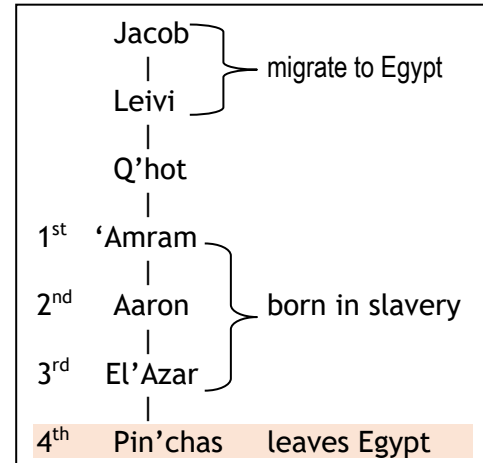 Jacob
migrate to Egypt
Leivi
Q’hot
1st ‘Amram
2nd Aaron born in slavery
3rd El’Azar
4th Pin’chas leaves Egypt